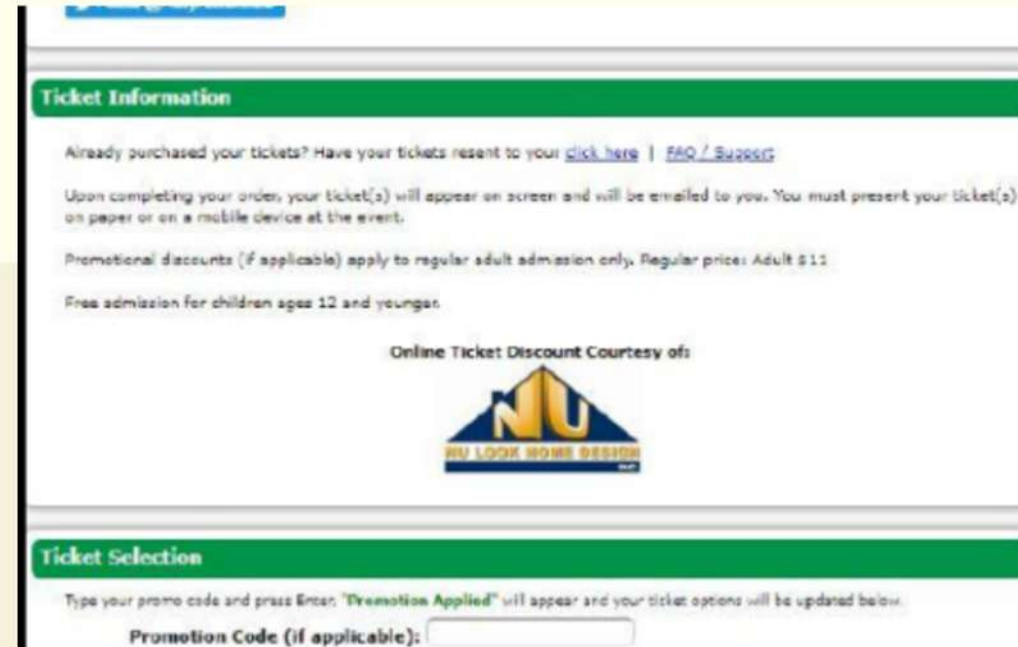 Ticket Information
Already purchased your tickets? Have your tickets resent to your click here | FAQ / Support
Upon completing your order, your ticket(s) will appear on screen and will be emailed to you. You must present your ticket(s)
on paper or on a mobile device at the event.
Promotional discounts (if applicable) apply to regular adult admission only. Regular price: Adult $11
Free admission for children ages 12 and younger.
Online Ticket Discount Courtesy of:
NU
NU LOOK HOME DESIGN
Ticket Selection
Type your promo code and press Enter. "Promotion Applied" will appear and your ticket options will be updated below.
Promotion Code (if applicable):